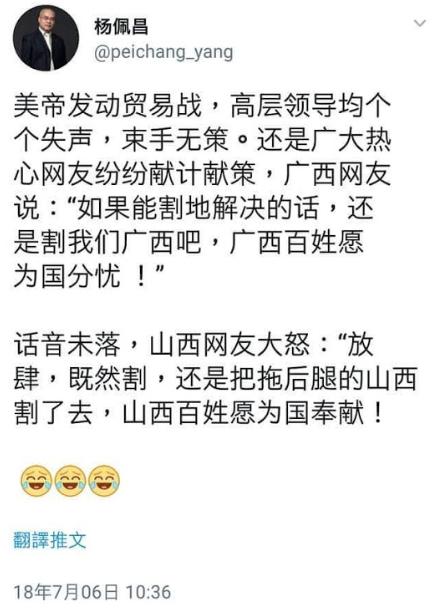 杨佩昌
@peichang_yang
美帝发动贸易战，高层领导均个
个失声，束手无策。还是广大热
心网友纷纷献计献策，广西网友
说：“如果能割地解决的话，还
是割我们广西吧，广西百姓愿
为国分忧 ！”
话音未落，山西网友大怒：“放
肆，既然割，还是把拖后腿的山西
割了去，山西百姓愿为国奉献！
😂😂😂
翻譯推文
18年7月06日 10:36